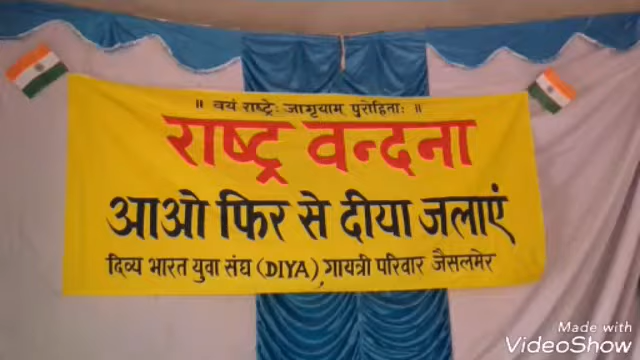 ॥ वयं राष्ट्रेः जागृयाम पुरोहिताः ॥
राष्ट्र वन्दना
आओ फिर से दीया जलाएं
दिव्य भारत युवा संघ (DIYA), गायत्री परिवार जैसलमेर
Made with
VideoShow